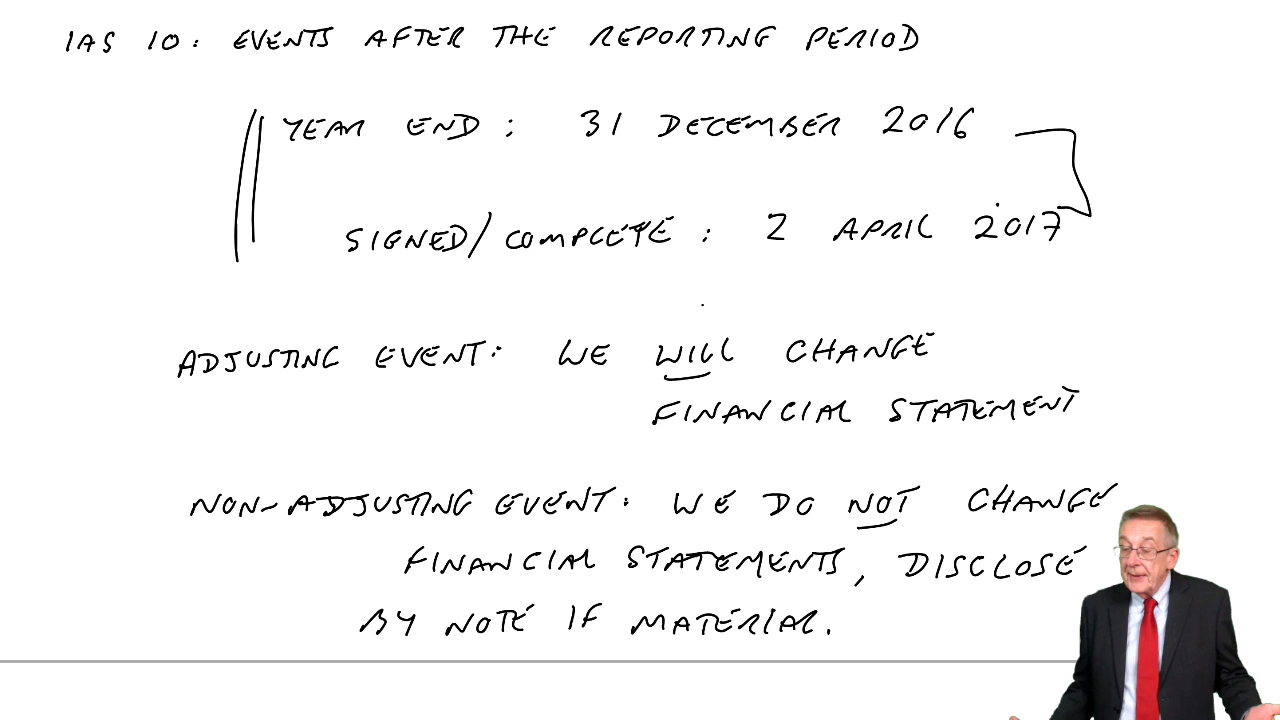 IAS 10: EVENTS AFTER THE REPORTING PERIOD
YEAR END: 31 DECEMBER 2016
SIGNED/COMPLETE: 2 APRIL 2017
ADJUSTING EVENT: WE WILL CHANGE
FINANCIAL STATEMENT
NON-ADJUSTING EVENT: WE DO NOT CHANGE
FINANCIAL STATEMENTS, DISCLOSE
BY NOTE IF MATERIAL.